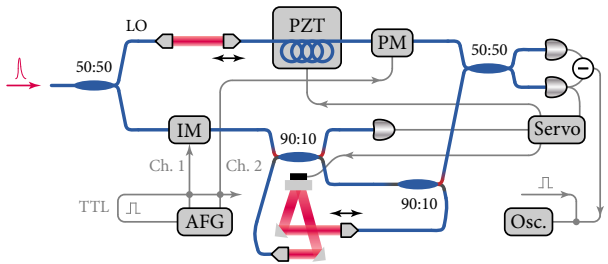 LO
PZT
PM
50:50
50:50
IM
90:10
Servo
Ch. 1
Ch. 2
90:10
TTL
AFG
Osc.